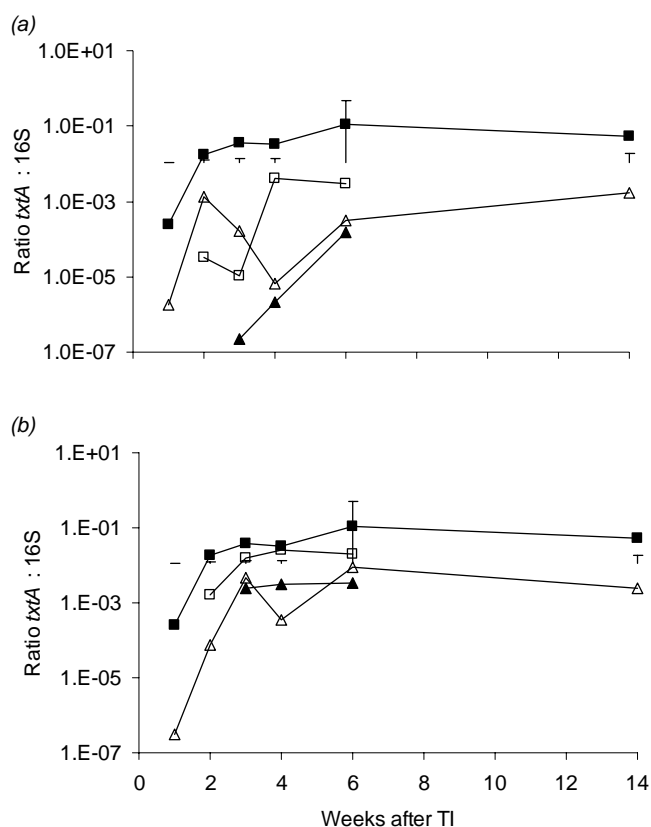 (a)
1.0E+01
1.0E-01
1.0E-03
1.0E-05
1.0E-07
Ratio txtA : 16S
(b)
1.E+01
1.E-01
1.E-03
1.E-05
1.E-07
Ratio txtA : 16S
0 2 4 6 8 10 12 14
Weeks after TI